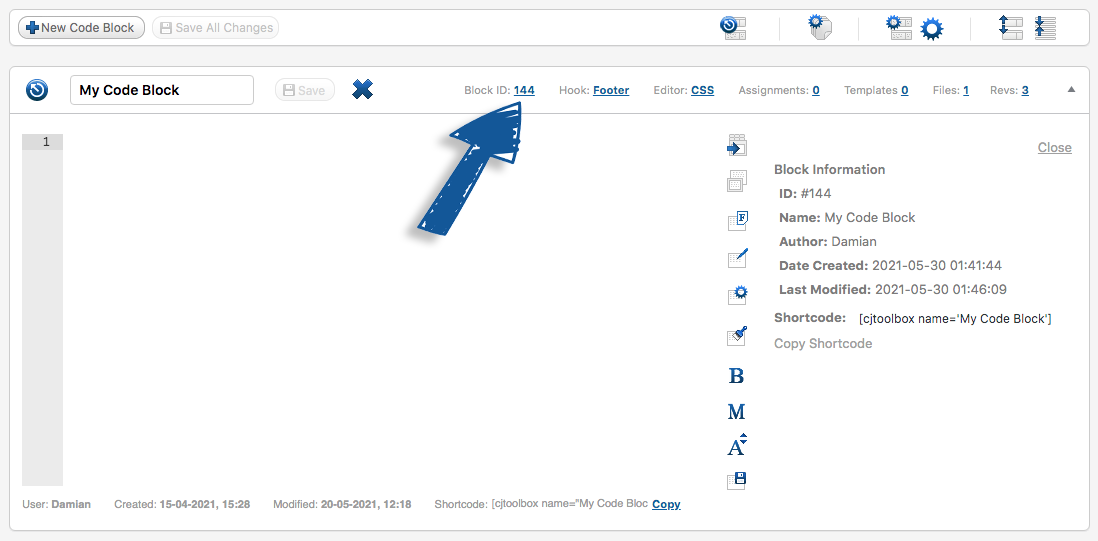 New Code Block Save All Changes
My Code Block Save Block ID: 144 Hook: Footer Editor: CSS Assignments: 0 Templates 0 Files: 1 Revs: 3
1
Close
Block Information
ID: #144
F
Name: My Code Block
Author: Damian
Date Created: 2021-05-30 01:41:44
Last Modified: 2021-05-30 01:46:09
Shortcode: [cjtoolbox name='My Code Block']
Copy Shortcode
B
M
A
User: Damian Created: 15-04-2021, 15:28 Modified: 20-05-2021, 12:18 Shortcode: [cjtoolbox name="My Code Bloc Copy